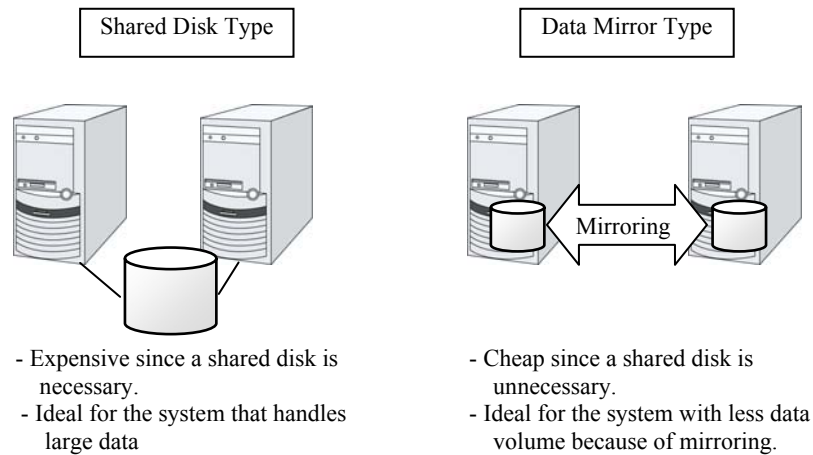 Shared Disk Type
- Expensive since a shared disk is
necessary.
- Ideal for the system that handles
large data
Data Mirror Type
Mirroring
- Cheap since a shared disk is
unnecessary.
- Ideal for the system with less data
volume because of mirroring.